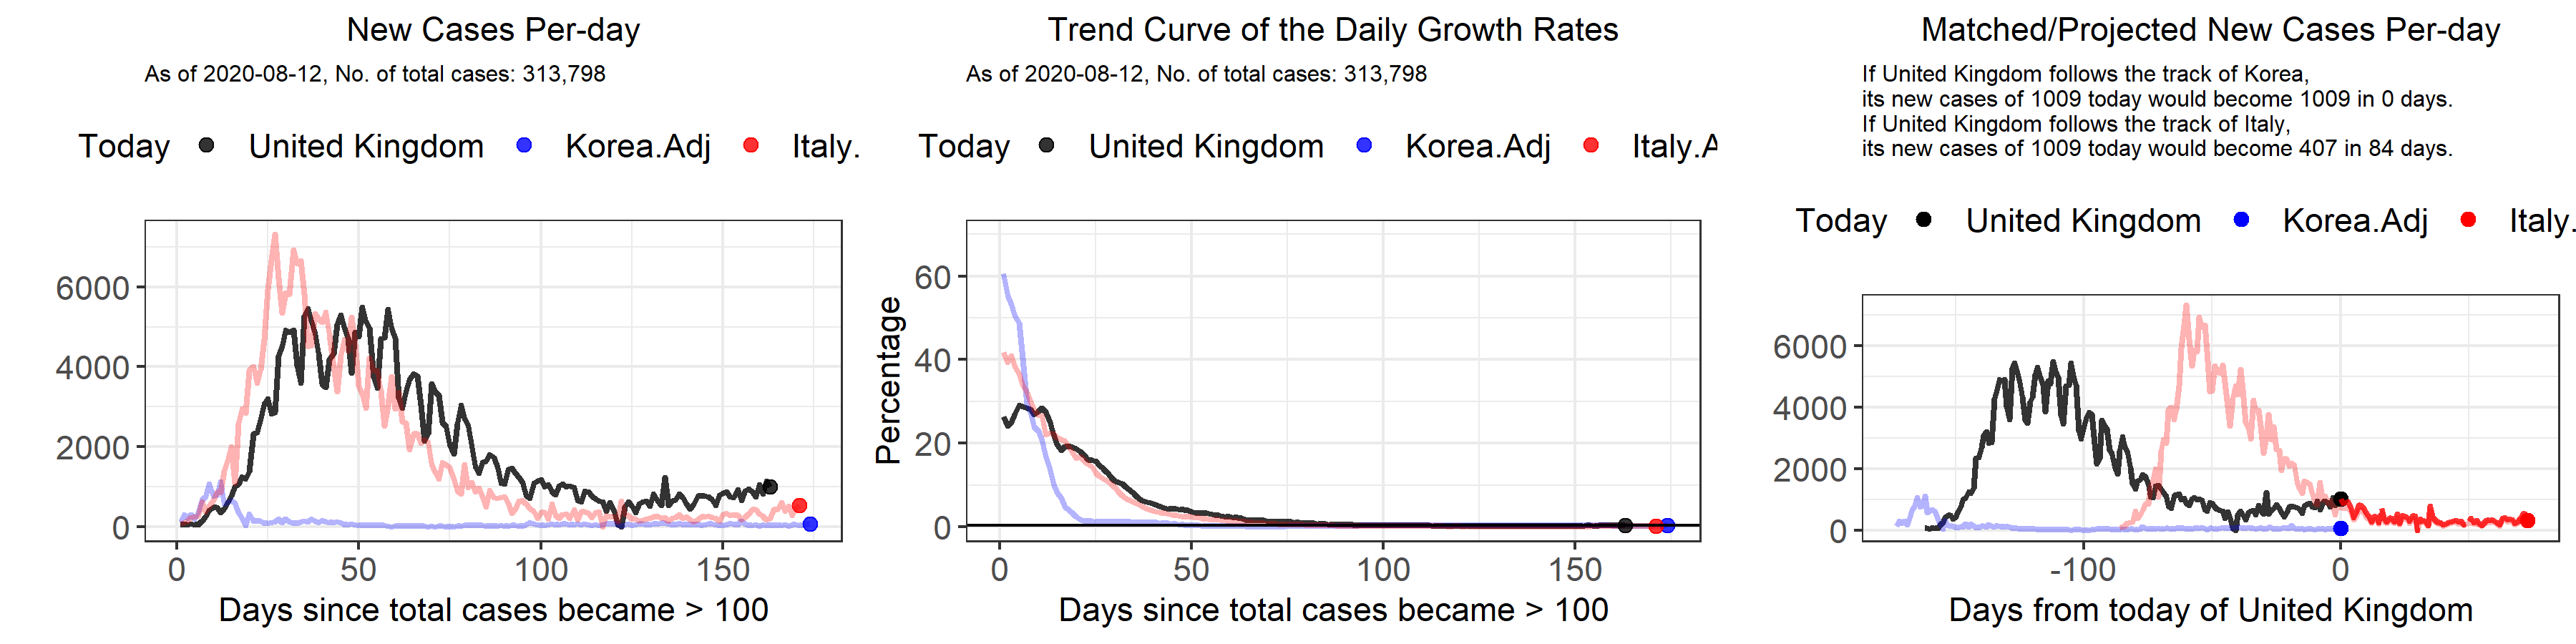 New Cases Per-day
As of 2020-08-12, No. of total cases: 313,798
Today United Kingdom Korea.Adj Italy.
6000
4000
2000
0
0 50 100 150
Days since total cases became > 100
Trend Curve of the Daily Growth Rates
As of 2020-08-12, No. of total cases: 313,798
Today United Kingdom Korea.Adj Italy.A
Percentage
60
40
20
0
0 50 100 150
Days since total cases became > 100
Matched/Projected New Cases Per-day
If United Kingdom follows the track of Korea,
its new cases of 1009 today would become 1009 in 0 days.
If United Kingdom follows the track of Italy,
its new cases of 1009 today would become 407 in 84 days.
Today United Kingdom Korea.Adj Italy.
6000
4000
2000
0
-100 0
Days from today of United Kingdom